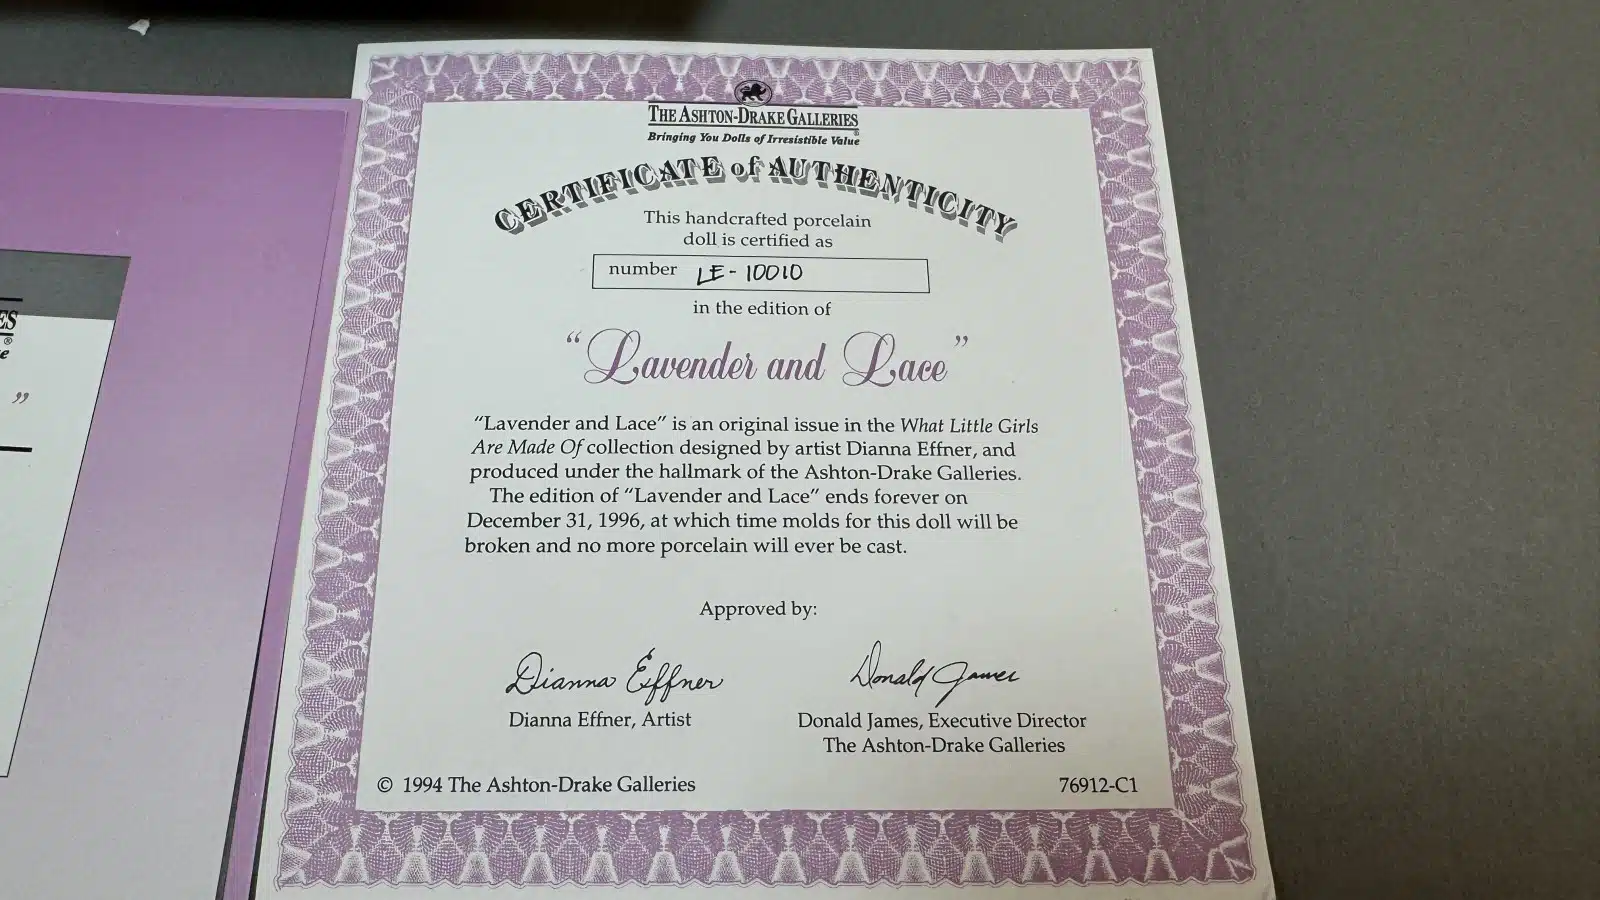 THE ASHTON-DRAKE GALLERIES
®
Bringing You Dolls of Irresistible Value
CERTIFICATE of AUTHENTICITY
This handcrafted porcelain
doll is certified as
number LE-10010
in the edition of
“Lavender and Lace”
“Lavender and Lace” is an original issue in the What Little Girls
Are Made Of collection designed by artist Dianna Effner, and
produced under the hallmark of the Ashton-Drake Galleries.
The edition of “Lavender and Lace” ends forever on
December 31, 1996, at which time molds for this doll will be
broken and no more porcelain will ever be cast.
Approved by:
Dianna Effner
Donald James
Dianna Effner, Artist
Donald James, Executive Director
The Ashton-Drake Galleries
© 1994 The Ashton-Drake Galleries
76912-C1
ES
®
e
”